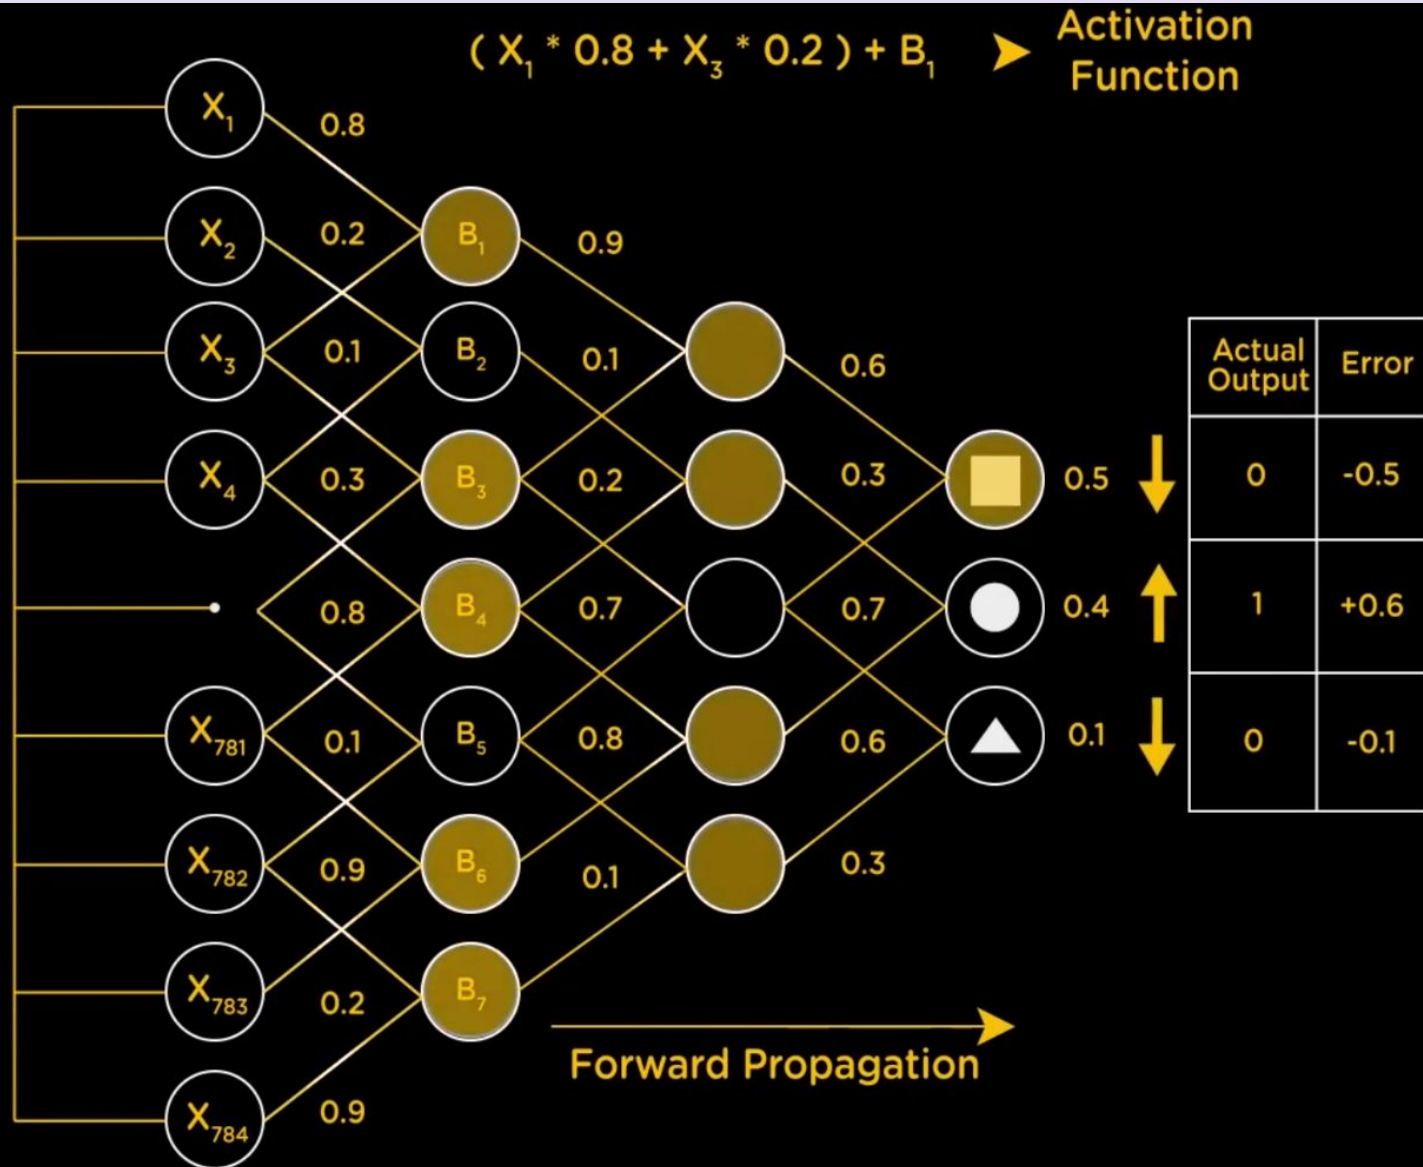 ( X₁ * 0.8 + X₃ * 0.2 ) + B₁
Activation
Function
X₁
X₂
X₃
X₄
X₇₈₁
X₇₈₂
X₇₈₃
X₇₈₄
0.8
0.2
0.1
0.3
0.8
0.1
0.9
0.2
0.9
B₁
B₂
B₃
B₄
B₅
B₆
B₇
0.9
0.1
0.2
0.7
0.8
0.1
0.6
0.3
0.7
0.6
0.3
0.5
0.4
0.1
Actual
Output
Error
0
-0.5
1
+0.6
0
-0.1
Forward Propagation